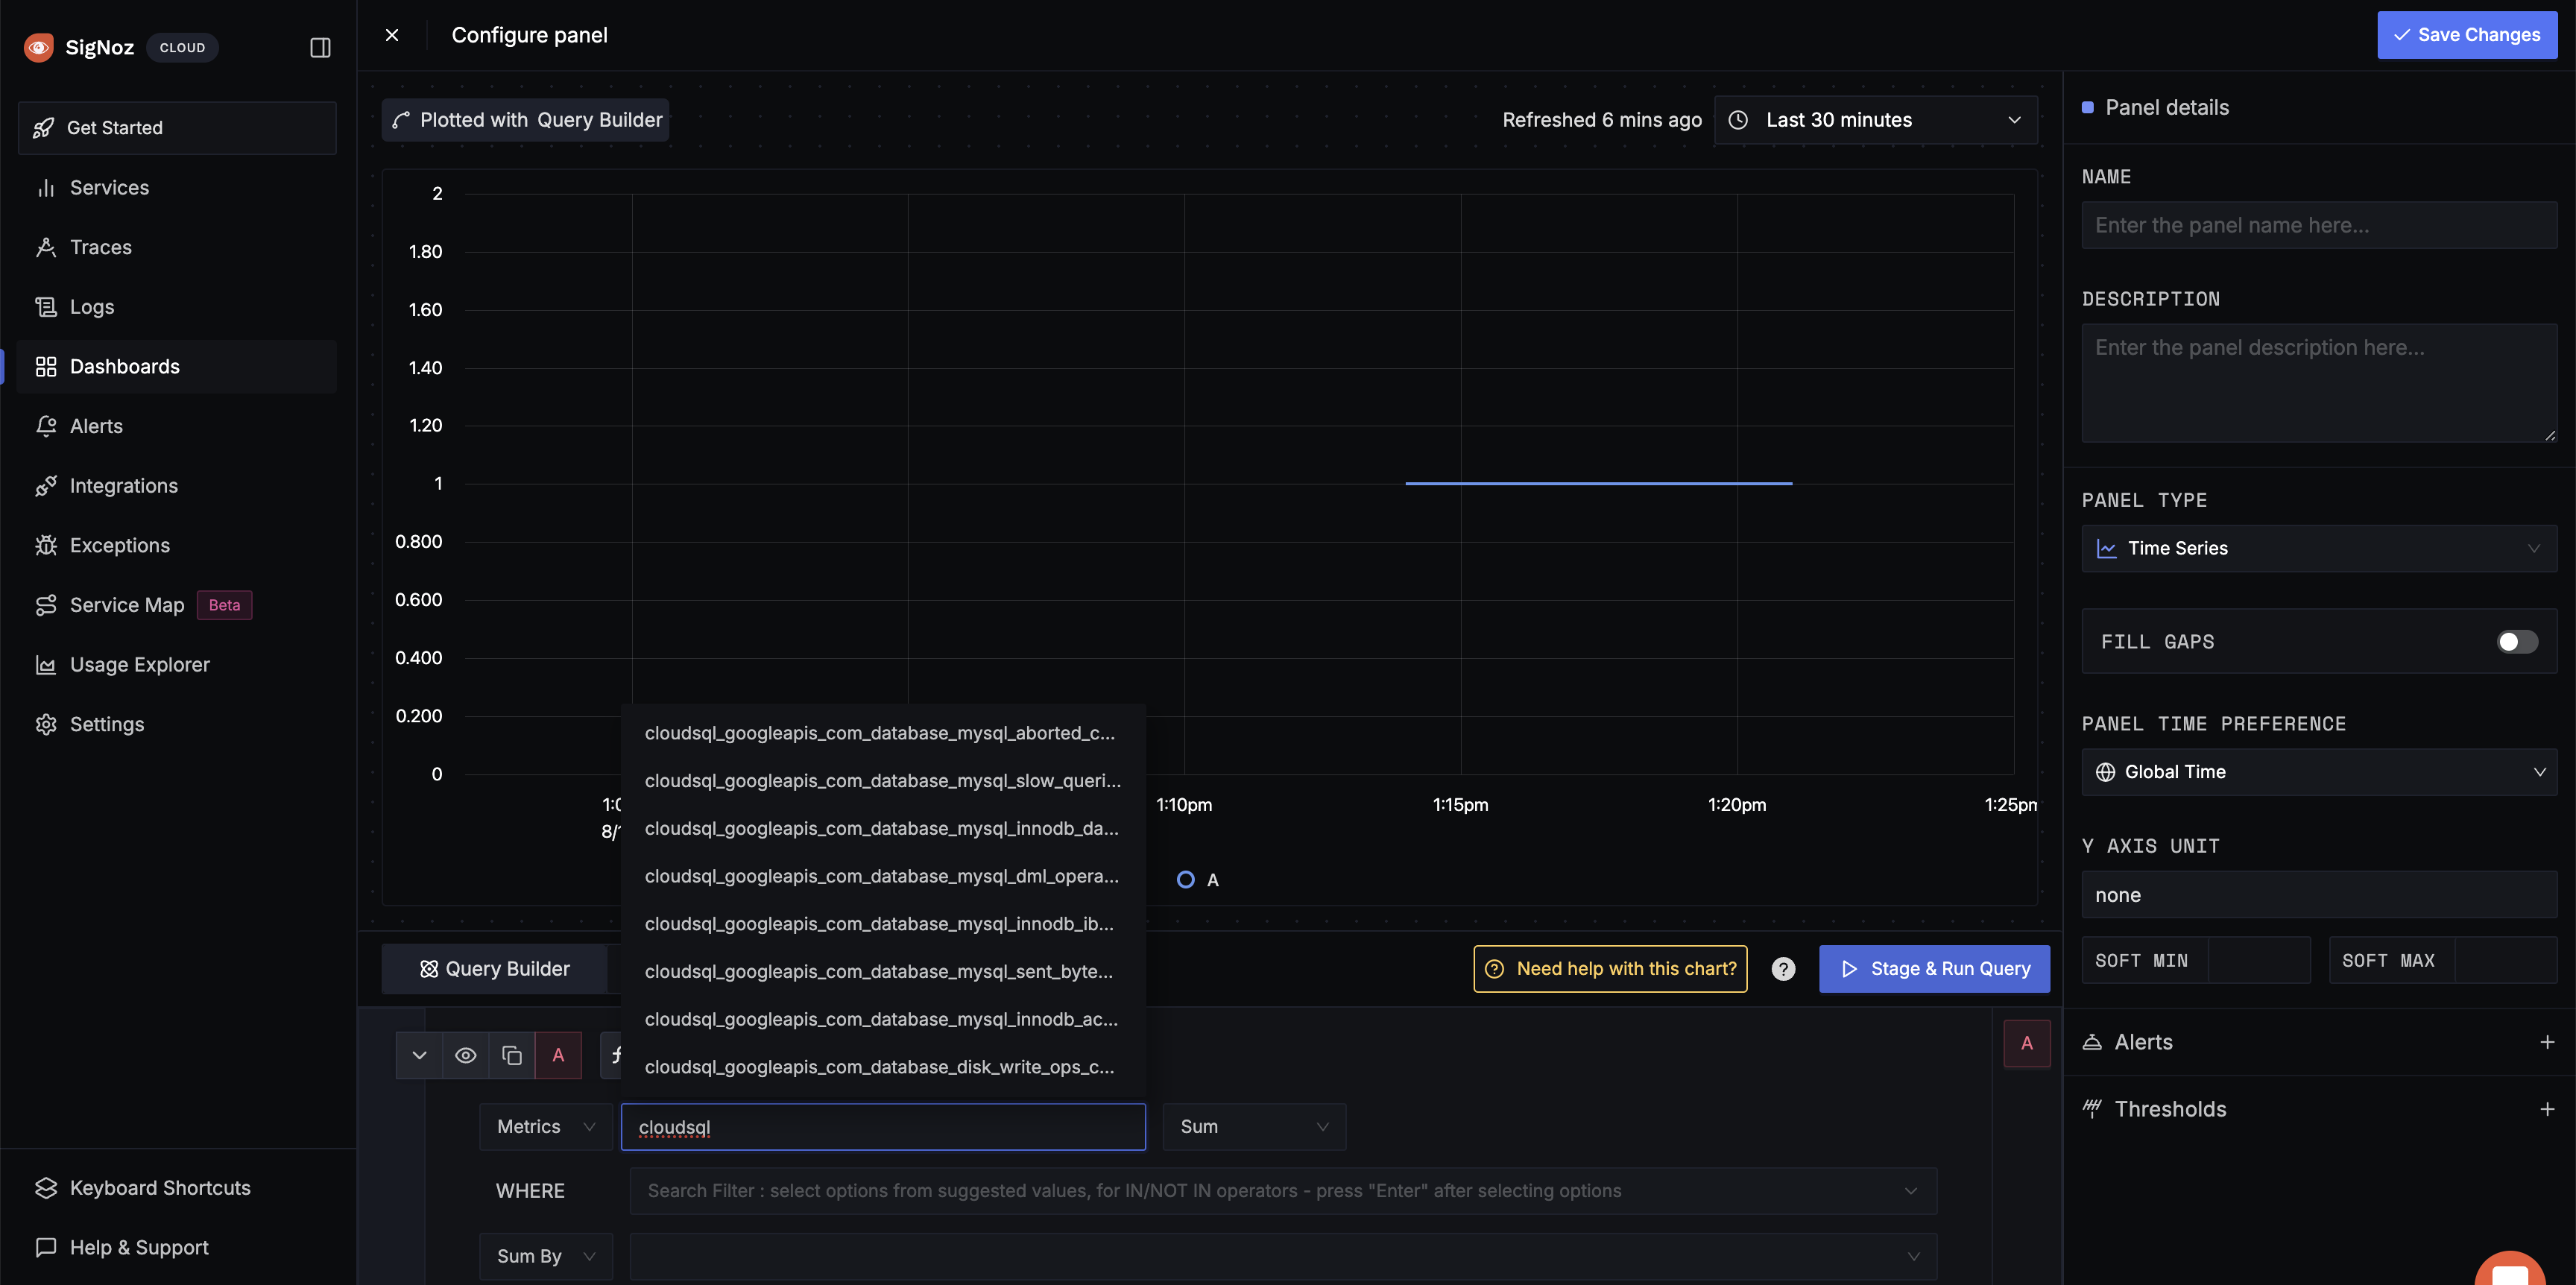 SigNoz CLOUD
Get Started
Services
Traces
Logs
Dashboards
Alerts
Integrations
Exceptions
Service Map Beta
Usage Explorer
Settings
Keyboard Shortcuts
Help & Support
Configure panel
Save Changes
Plotted with Query Builder
Refreshed 6 mins ago
Last 30 minutes
2
1.80
1.60
1.40
1.20
1
0.800
0.600
0.400
0.200
0
1:10pm
1:15pm
1:20pm
1:25pm
A
cloudsql_googleapis_com_database_mysql_aborted_c...
cloudsql_googleapis_com_database_mysql_slow_queri...
cloudsql_googleapis_com_database_mysql_innodb_da...
cloudsql_googleapis_com_database_mysql_dml_opera...
cloudsql_googleapis_com_database_mysql_innodb_ib...
cloudsql_googleapis_com_database_mysql_sent_byte...
cloudsql_googleapis_com_database_mysql_innodb_ac...
cloudsql_googleapis_com_database_disk_write_ops_c...
Query Builder
Need help with this chart?
?
Stage & Run Query
A
A
Metrics
cloudsql
Sum
WHERE
Search Filter : select options from suggested values, for IN/NOT IN operators - press "Enter" after selecting options
Sum By
Panel details
NAME
Enter the panel name here...
DESCRIPTION
Enter the panel description here...
PANEL TYPE
Time Series
FILL GAPS
PANEL TIME PREFERENCE
Global Time
Y AXIS UNIT
none
SOFT MIN
SOFT MAX
Alerts
Thresholds